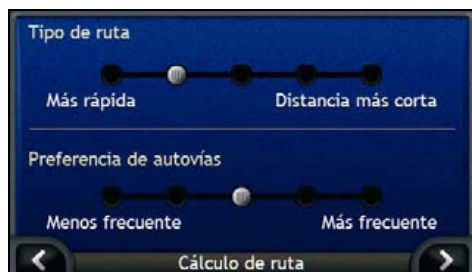 Tipo de ruta
Más rápida Distancia más corta
Preferencia de autovías
Menos frecuente Más frecuente
Cálculo de ruta